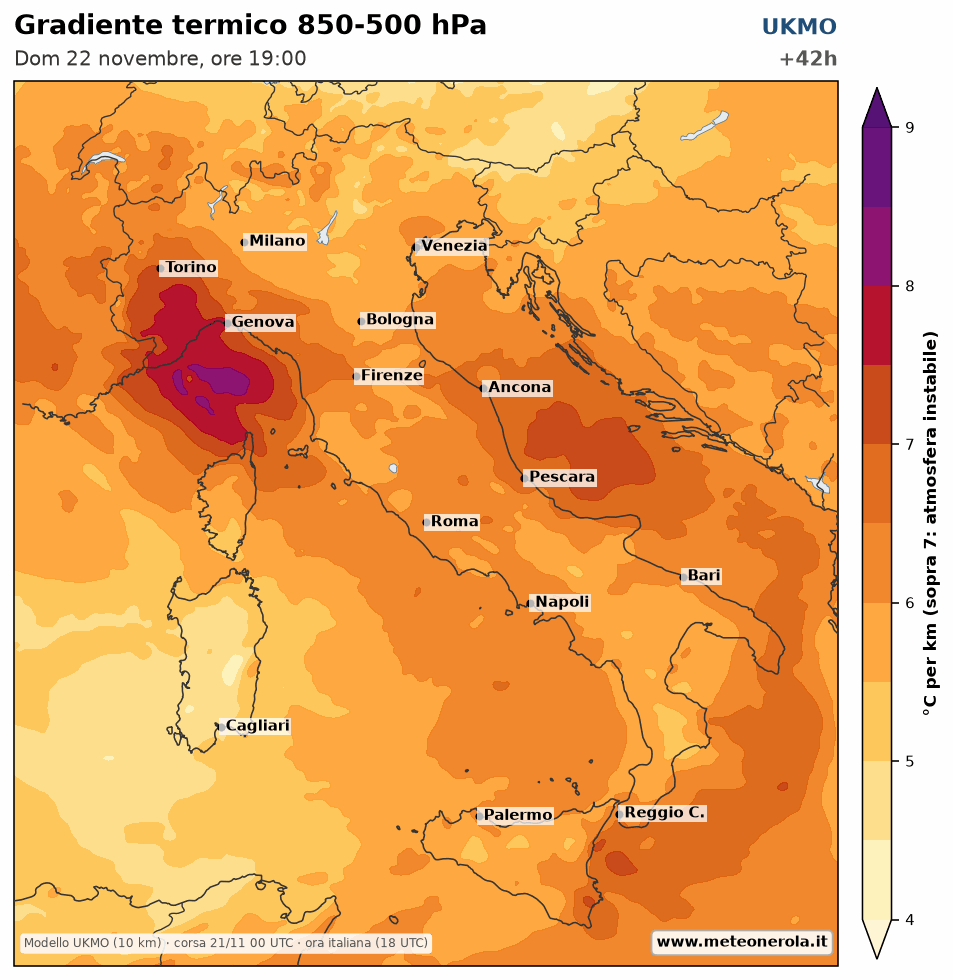 Gradiente termico 850-500 hPa
UKMO
Dom 22 novembre, ore 19:00
+42h
Milano
Venezia
Torino
Genova
Bologna
Firenze
Ancona
Pescara
Roma
Bari
Napoli
Cagliari
Palermo
Reggio C.
9
8
7
6
5
4
°C per km (sopra 7: atmosfera instabile)
Modello UKMO (10 km) · corsa 21/11 00 UTC · ora italiana (18 UTC)
www.meteonerola.it